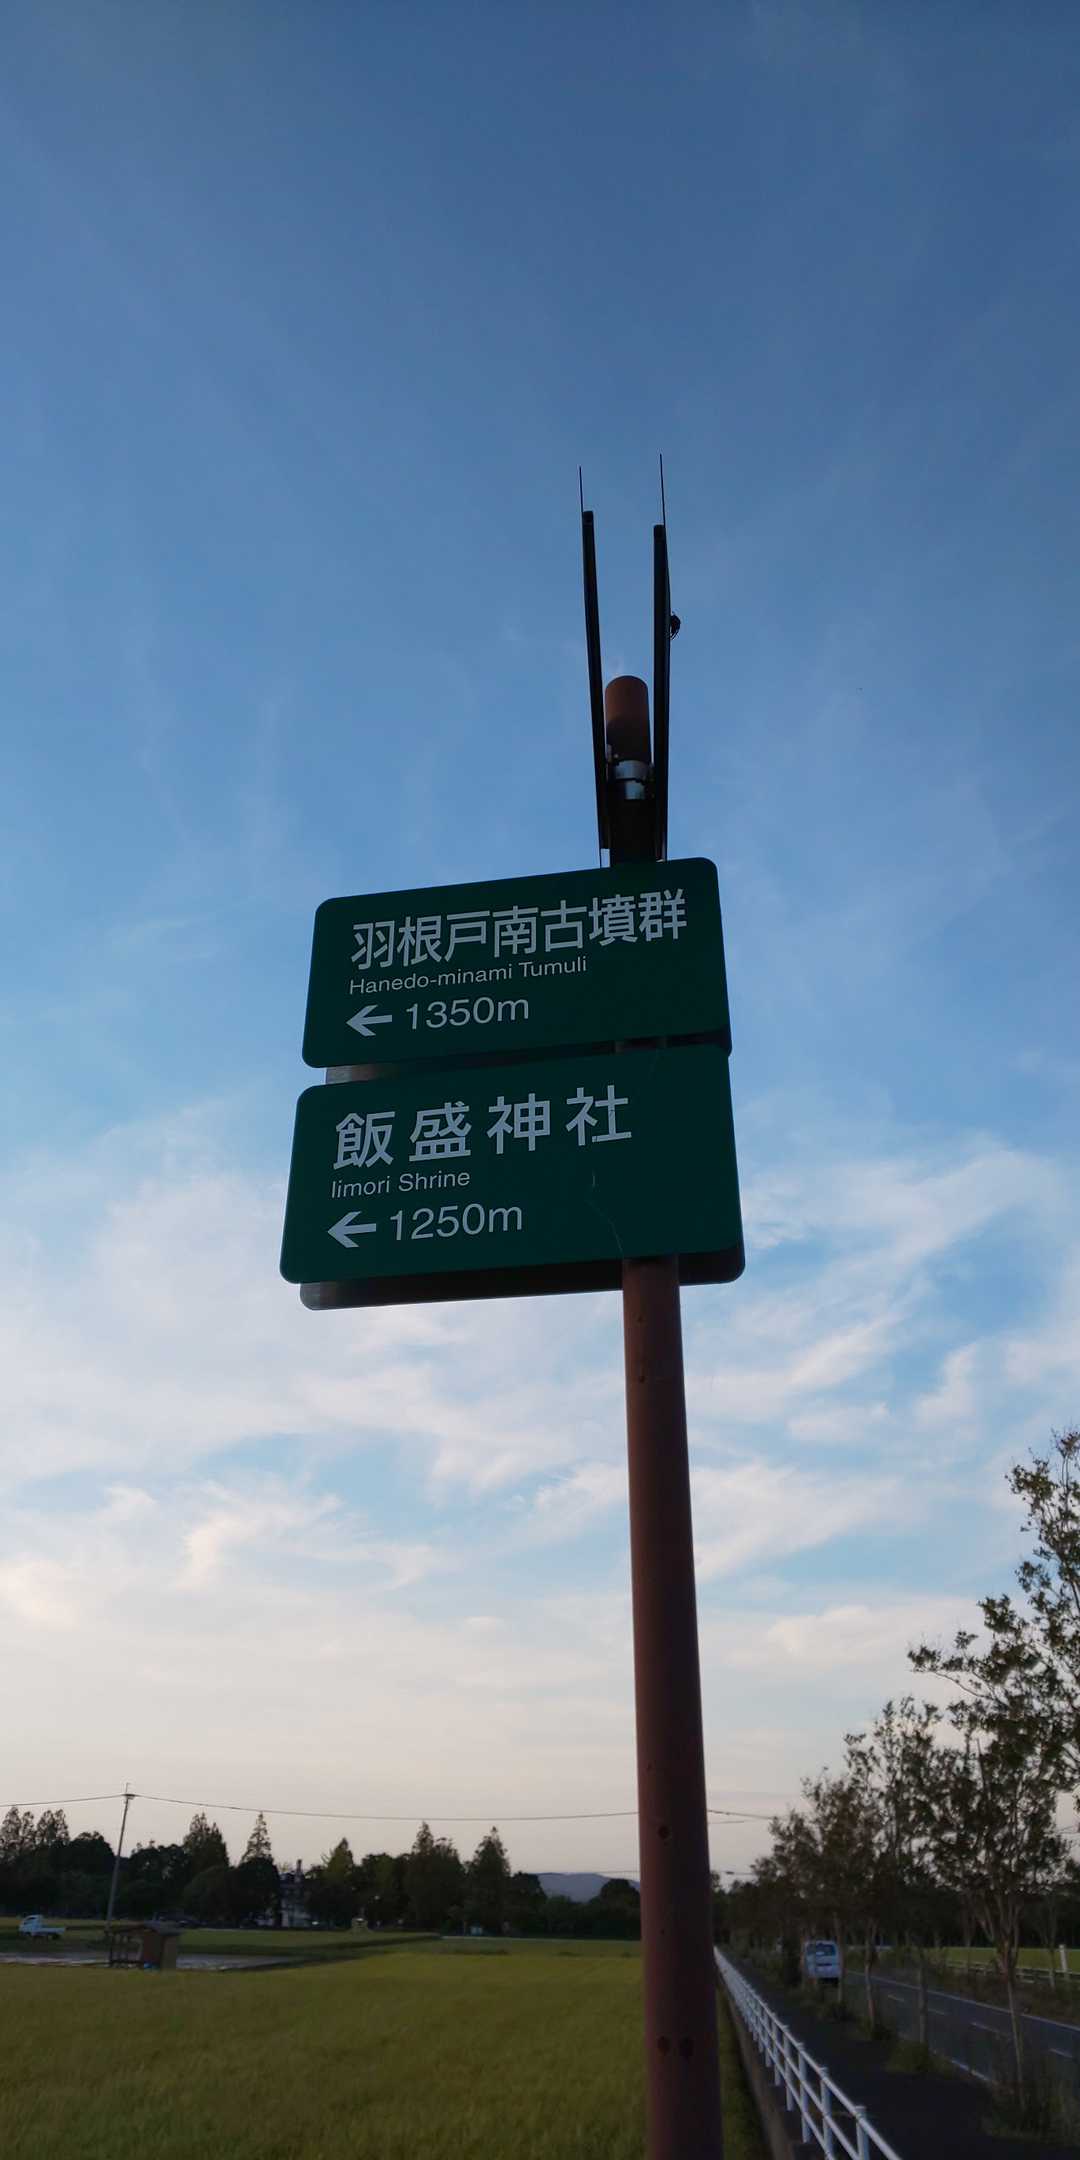 羽根戸南古墳群
Hanedo-minami Tumuli
← 1350m
飯盛神社
Iimori Shrine
← 1250m